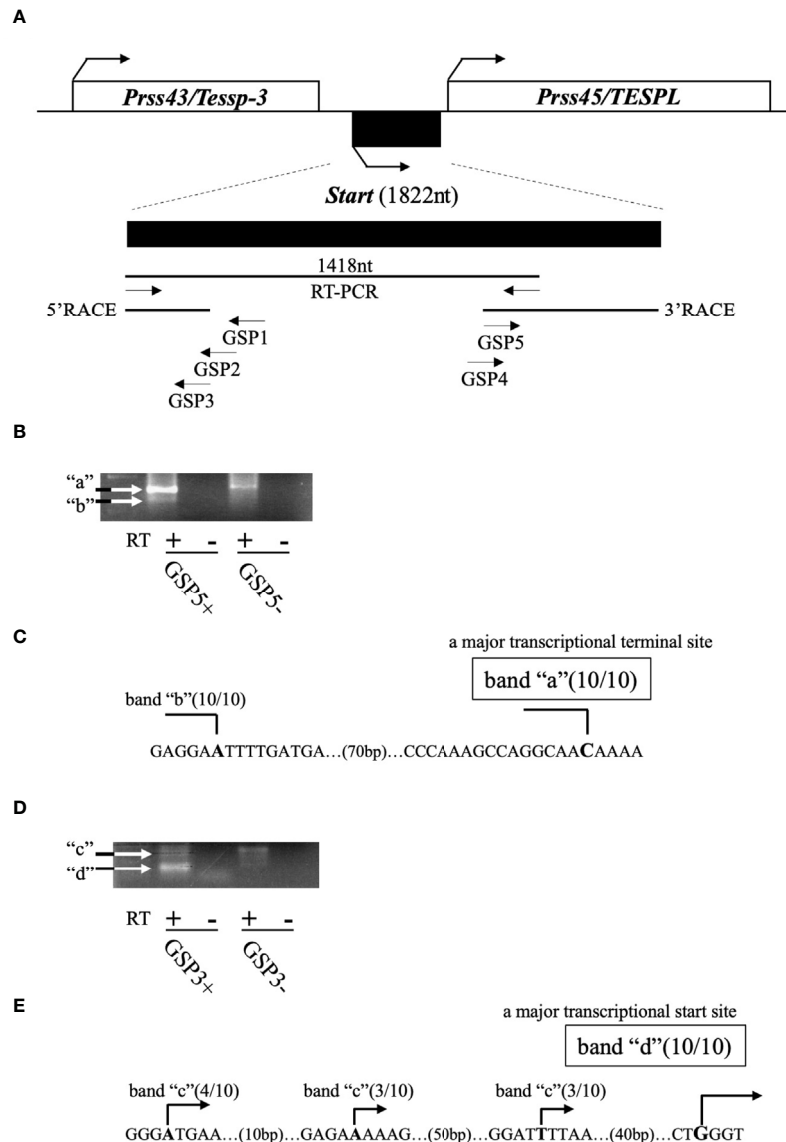 A
Prss43/Tessp-3
Prss45/TESPL
Start (1822nt)
1418nt
RT-PCR
5’RACE
3’RACE
GSP1
GSP5
GSP2
GSP4
GSP3
B
“a”
“b”
RT + - + -
GSP5+
GSP5-
C
a major transcriptional terminal site
band “a”(10/10)
band “b”(10/10)
GAGGAATTTTGATGA…(70bp)…CCCAAAGCCAGGCAACAAAA
D
“c”
“d”
RT + - + -
GSP3+
GSP3-
E
a major transcriptional start site
band “d”(10/10)
band “c”(4/10) band “c”(3/10) band “c”(3/10)
GGGATGAA…(10bp)…GAGAAAAAG…(50bp)…GGATTTTAA…(40bp)…CTGGGT